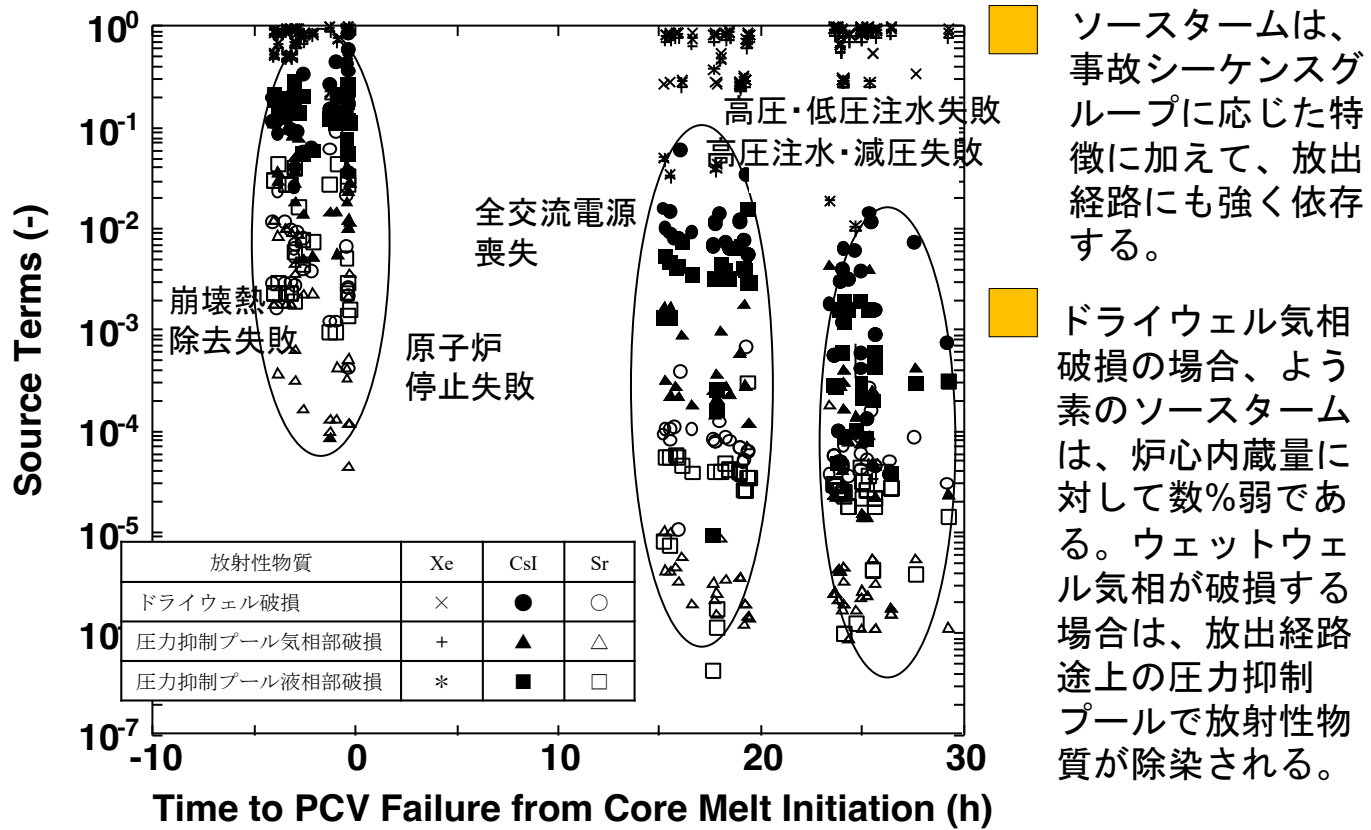 10⁰
10⁻¹
10⁻²
10⁻³
10⁻⁴
10⁻⁵
10⁻⁷
Source Terms (-)
-10
0
10
20
30
Time to PCV Failure from Core Melt Initiation (h)
崩壊熱
除去失敗
原子炉
停止失敗
全交流電源
喪失
高圧・低圧注水失敗
高圧注水・減圧失敗
放射性物質 Xe CsI Sr
ドライウェル破損 × ● ○
圧力抑制プール気相部破損 + ▲ △
圧力抑制プール液相部破損 * ■ □
ソースタームは、
事故シーケンスグ
ループに応じた特
徴に加えて、放出
経路にも強く依存
する。
ドライウェル気相
破損の場合、よう
素のソースターム
は、炉心内蔵量に
対して数%弱であ
る。ウェットウェ
ル気相が破損する
場合は、放出経路
途上の圧力抑制
プールで放射性物
質が除染される。